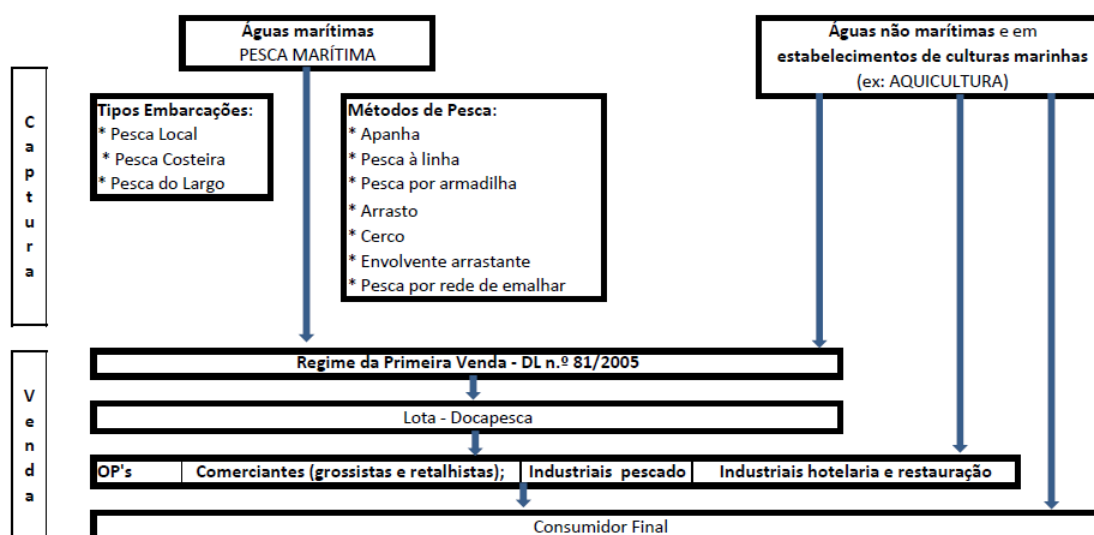 Águas marítimas
PESCA MARÍTIMA
Águas não marítimas e em
estabelecimentos de culturas marinhas
(ex: AQUICULTURA)
Captura
Tipos Embarcações:
* Pesca Local
* Pesca Costeira
* Pesca do Largo
Métodos de Pesca:
* Apanha
* Pesca à linha
* Pesca por armadilha
* Arrasto
* Cerco
* Envolvente arrastante
* Pesca por rede de emalhar
Venda
Regime da Primeira Venda - DL n.º 81/2005
Lota - Docapesca
OP's Comerciantes (grossistas e retalhistas); Industriais pescado Industriais hotelaria e restauração
Consumidor Final